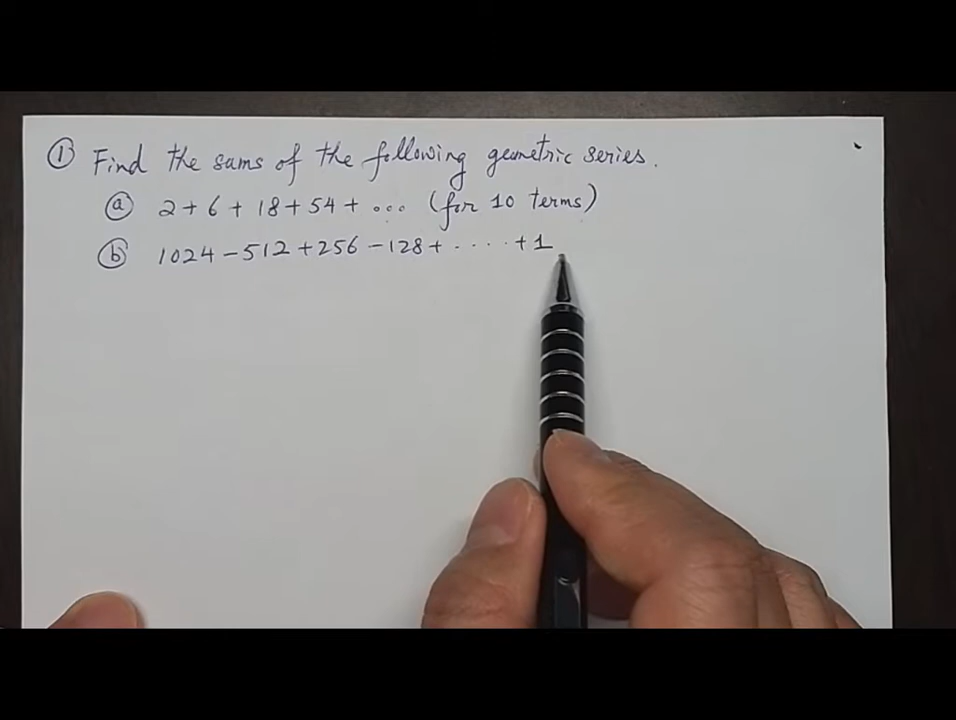 ① Find the sums of the following geometric series.
ⓐ 2+6+18+54+... (for 10 terms)
ⓑ 1024-512+256-128+.....+1